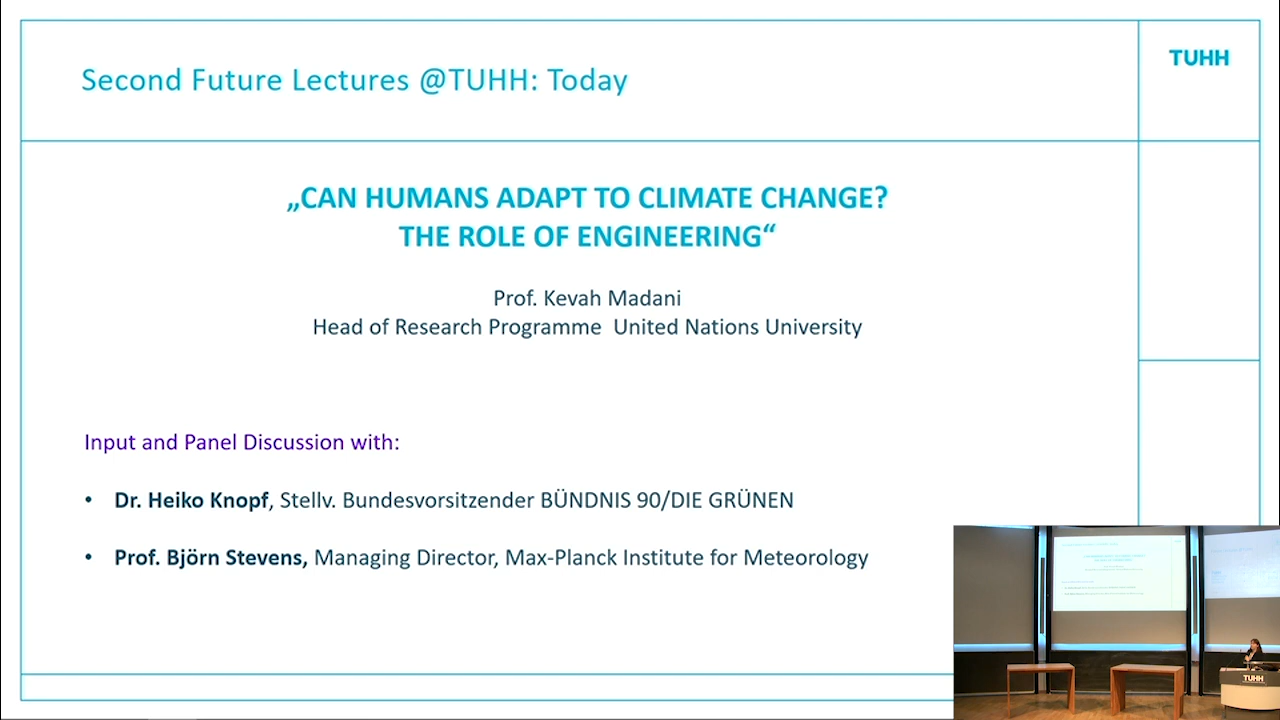 Second Future Lectures @TUHH: Today
TUHH
„CAN HUMANS ADAPT TO CLIMATE CHANGE?
THE ROLE OF ENGINEERING“
Prof. Kevah Madani
Head of Research Programme United Nations University
Input and Panel Discussion with:
• Dr. Heiko Knopf, Stellv. Bundesvorsitzender BÜNDNIS 90/DIE GRÜNEN
• Prof. Björn Stevens, Managing Director, Max-Planck Institute for Meteorology
TUHH